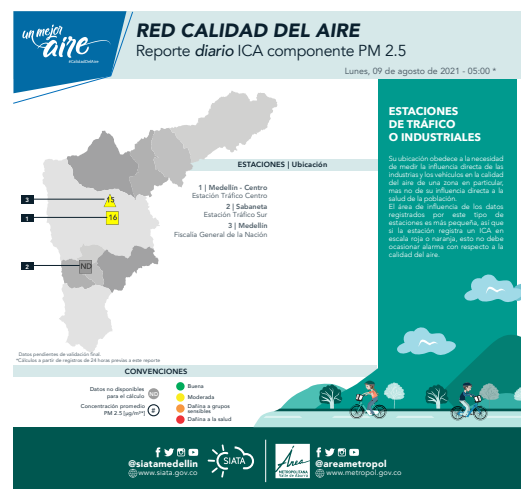 un mejor
aire
#CalidadDelAire
RED CALIDAD DEL AIRE
Reporte diario ICA componente PM 2.5
Lunes, 09 de agosto de 2021 - 05:00 *
ESTACIONES | Ubicación
1 | Medellín - Centro
Estación Tráfico Centro
2 | Sabaneta
Estación Tráfico Sur
3 | Medellín
Fiscalía General de la Nación
3
15
1
16
2
ND
Datos pendientes de validación final.
*Cálculos a partir de registros de 24 horas previas a este reporte
ESTACIONES
DE TRÁFICO
O INDUSTRIALES
Su ubicación obedece a la necesidad
de medir la influencia directa de las
industrias y los vehículos en la calidad
del aire de una zona en particular,
mas no de su influencia directa a la
salud de la población.
El área de influencia de los datos
registrados por este tipo de
estaciones es más pequeña, así que
si la estación registra un ICA en
escala roja o naranja, esto no debe
ocasionar alarma con respecto a la
calidad del aire.
CONVENCIONES
Datos no disponibles
para el cálculo
ND
Concentración promedio
PM 2.5 (µg/m³*)
#
Buena
Moderada
Dañina a grupos
sensibles
Dañina a la salud
@siatamedellin
www.siata.gov.co
SIATA
Área
METROPOLITANA
Valle de Aburrá
@areametropol
www.metropol.gov.co